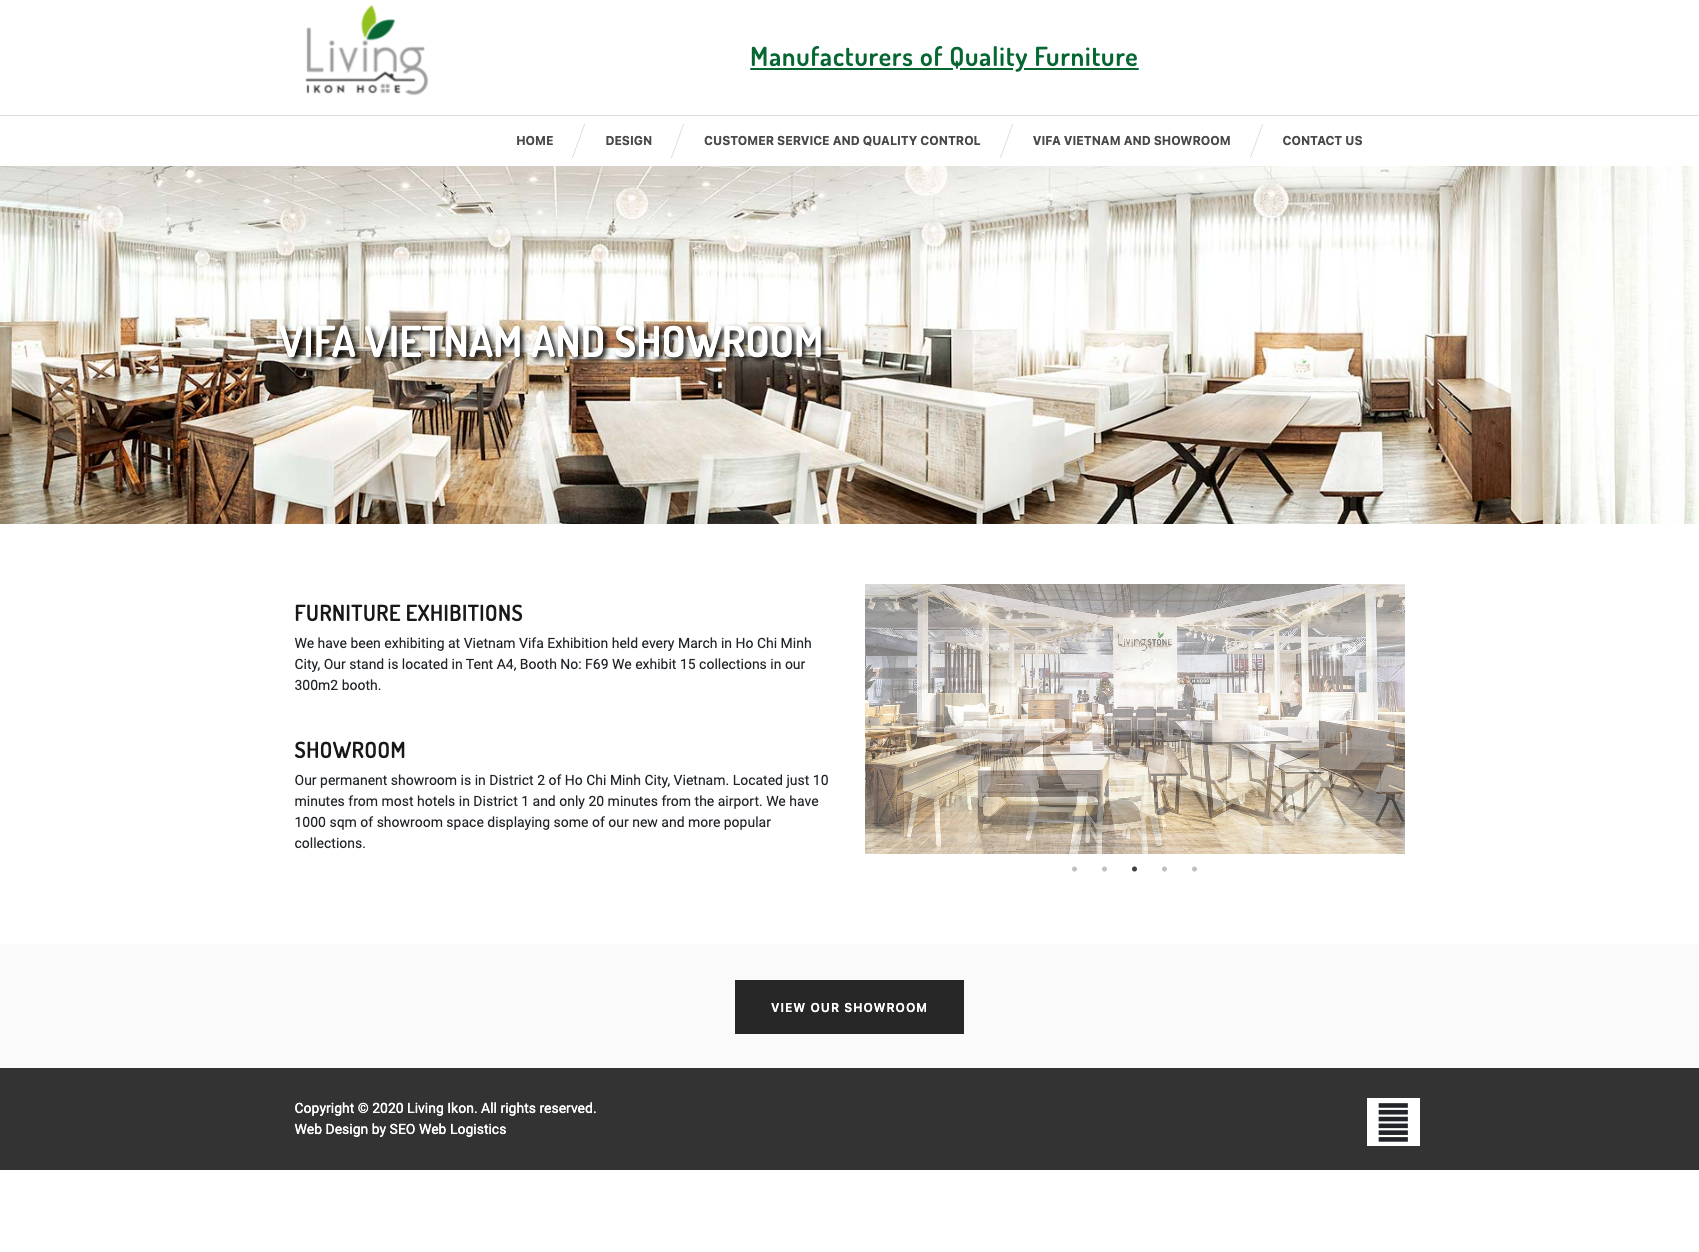 Living
IKON HOME
Manufacturers of Quality Furniture
HOME
DESIGN
CUSTOMER SERVICE AND QUALITY CONTROL
VIFA VIETNAM AND SHOWROOM
CONTACT US
VIFA VIETNAM AND SHOWROOM
FURNITURE EXHIBITIONS
We have been exhibiting at Vietnam Vifa Exhibition held every March in Ho Chi Minh
City, Our stand is located in Tent A4, Booth No: F69 We exhibit 15 collections in our
300m2 booth.
LivingSTONE
SHOWROOM
Our permanent showroom is in District 2 of Ho Chi Minh City, Vietnam. Located just 10
minutes from most hotels in District 1 and only 20 minutes from the airport. We have
1000 sqm of showroom space displaying some of our new and more popular
collections.
VIEW OUR SHOWROOM
Copyright © 2020 Living Ikon. All rights reserved.
Web Design by SEO Web Logistics